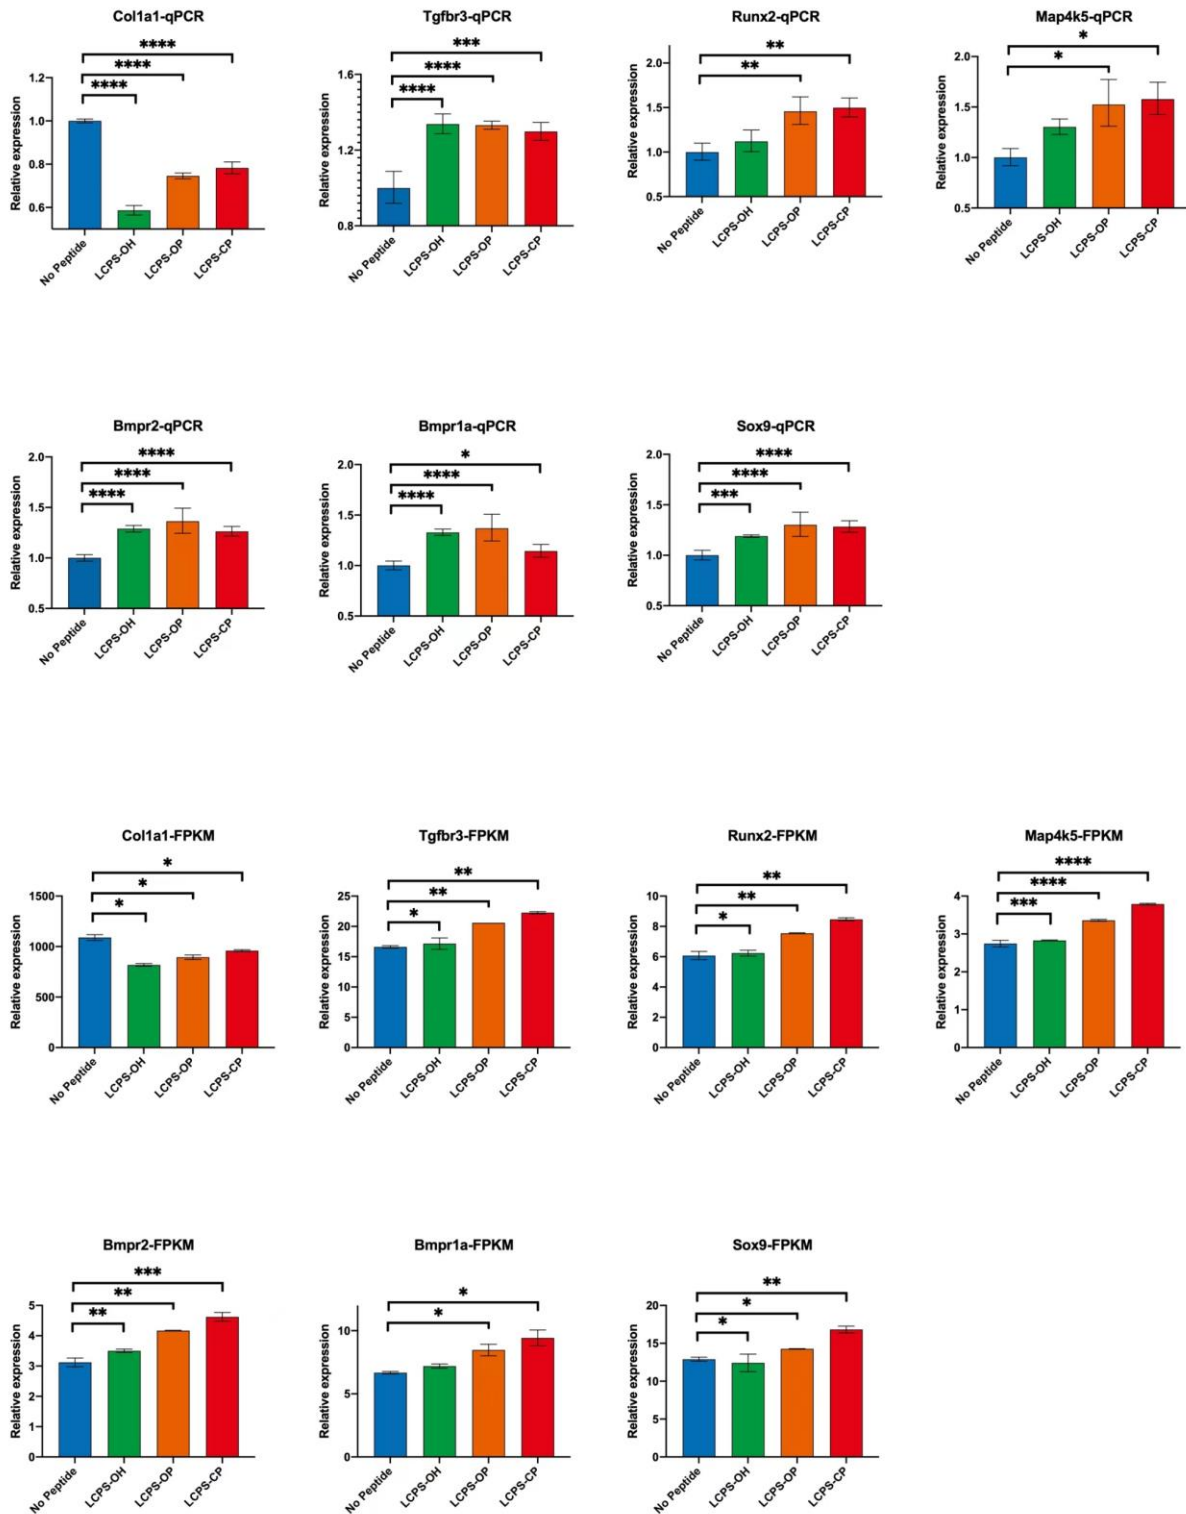 Col1a1-qPCR
****
****
****
Relative expression
1.2
1.0
0.8
0.6
No Peptide
LCPS-OH
LCPS-OP
LCPS-CP
Tgfbr3-qPCR
***
****
****
Relative expression
1.6
1.2
0.8
No Peptide
LCPS-OH
LCPS-OP
LCPS-CP
Runx2-qPCR
**
**
Relative expression
2.0
1.5
1.0
0.5
No Peptide
LCPS-OH
LCPS-OP
LCPS-CP
Map4k5-qPCR
*
*
Relative expression
2.0
1.5
1.0
0.5
No Peptide
LCPS-OH
LCPS-OP
LCPS-CP
Bmpr2-qPCR
****
****
****
Relative expression
2.0
1.5
1.0
0.5
No Peptide
LCPS-OH
LCPS-OP
LCPS-CP
Bmpr1a-qPCR
*
****
****
Relative expression
2.0
1.5
1.0
0.5
No Peptide
LCPS-OH
LCPS-OP
LCPS-CP
Sox9-qPCR
****
****
***
Relative expression
2.0
1.5
1.0
0.5
No Peptide
LCPS-OH
LCPS-OP
LCPS-CP
Col1a1-FPKM
*
*
*
Relative expression
1500
1000
500
0
No Peptide
LCPS-OH
LCPS-OP
LCPS-CP
Tgfbr3-FPKM
**
**
*
Relative expression
25
20
15
10
5
0
No Peptide
LCPS-OH
LCPS-OP
LCPS-CP
Runx2-FPKM
**
**
*
Relative expression
10
8
6
4
2
0
No Peptide
LCPS-OH
LCPS-OP
LCPS-CP
Map4k5-FPKM
****
****
***
Relative expression
4
3
2
1
0
No Peptide
LCPS-OH
LCPS-OP
LCPS-CP
Bmpr2-FPKM
***
**
**
Relative expression
5
4
3
2
1
0
No Peptide
LCPS-OH
LCPS-OP
LCPS-CP
Bmpr1a-FPKM
*
*
Relative expression
10
5
0
No Peptide
LCPS-OH
LCPS-OP
LCPS-CP
Sox9-FPKM
**
*
*
Relative expression
20
15
10
5
0
No Peptide
LCPS-OH
LCPS-OP
LCPS-CP